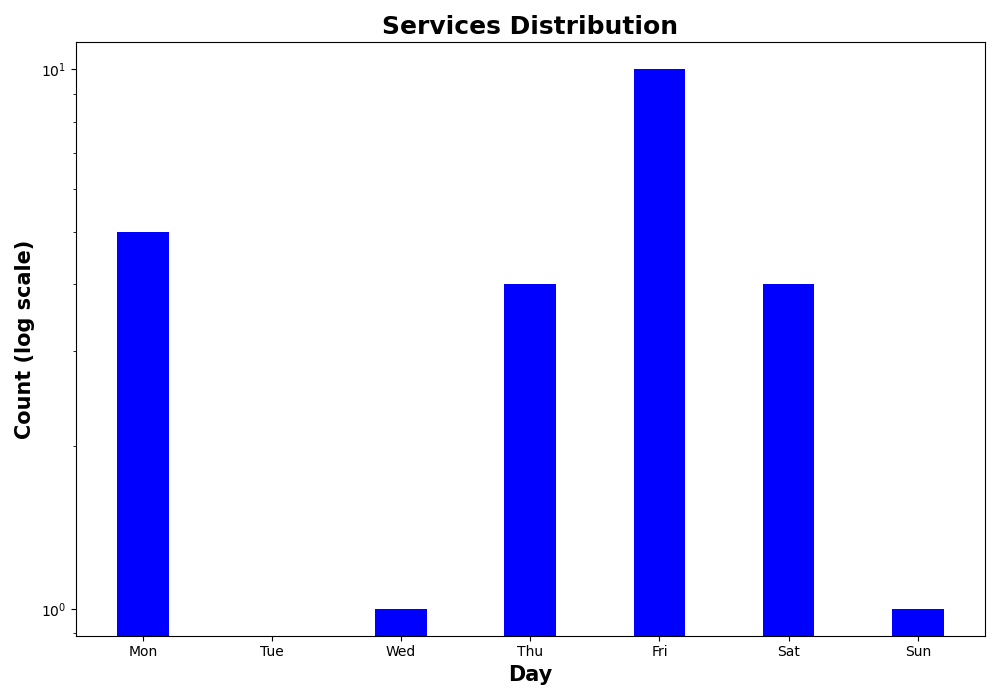 Services Distribution
Count (log scale)
10¹
10⁰
Mon Tue Wed Thu Fri Sat Sun
Day